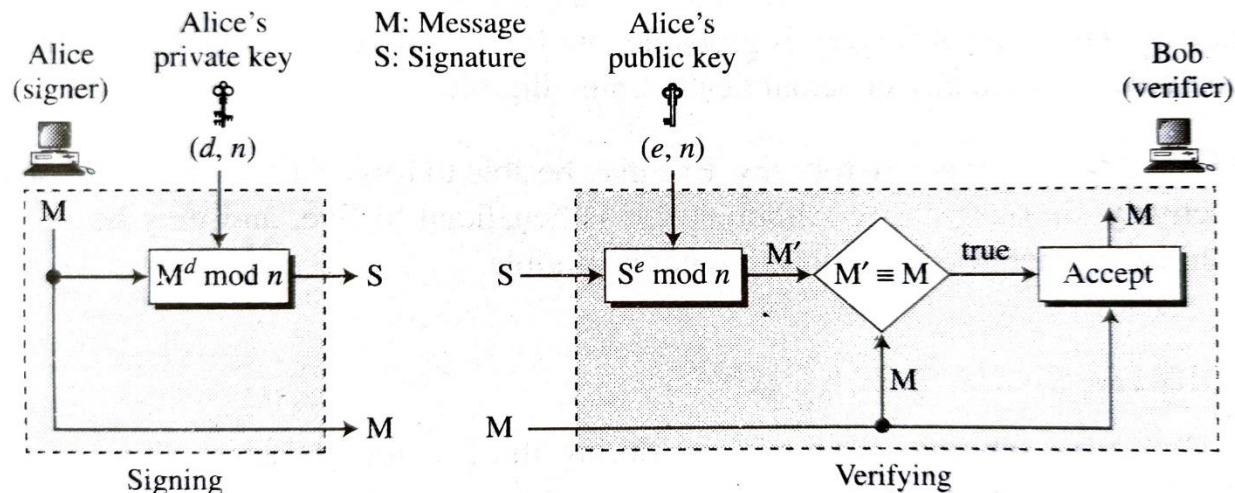 Alice
(signer)
Alice's
private key
(d, n)
M: Message
S: Signature
Alice's
public key
(e, n)
Bob
(verifier)
M
M^d mod n
S
M
Signing
S
S^e mod n
M′
M′ ≡ M
true
Accept
M
M
M
Verifying